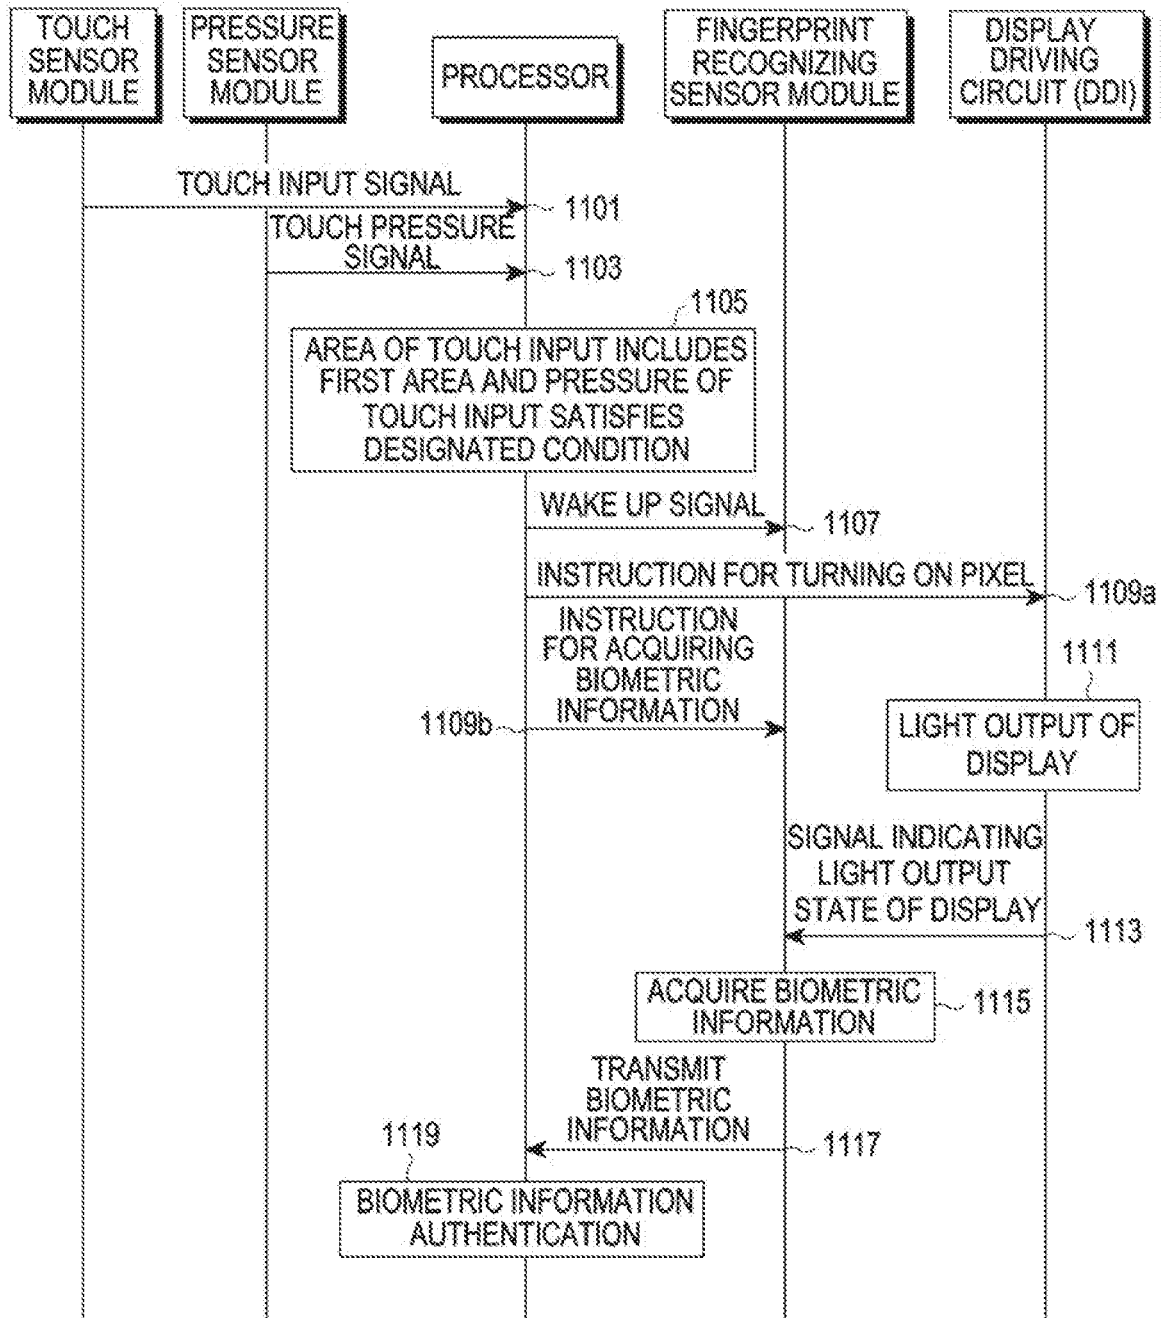 TOUCH
SENSOR
MODULE
PRESSURE
SENSOR
MODULE
PROCESSOR
FINGERPRINT
RECOGNIZING
SENSOR MODULE
DISPLAY
DRIVING
CIRCUIT (DDI)
TOUCH INPUT SIGNAL
1101
TOUCH PRESSURE
SIGNAL
1103
1105
AREA OF TOUCH INPUT INCLUDES
FIRST AREA AND PRESSURE OF
TOUCH INPUT SATISFIES
DESIGNATED CONDITION
WAKE UP SIGNAL
1107
INSTRUCTION FOR TURNING ON PIXEL
1109a
INSTRUCTION
FOR ACQUIRING
BIOMETRIC
INFORMATION
1109b
1111
LIGHT OUTPUT OF
DISPLAY
SIGNAL INDICATING
LIGHT OUTPUT
STATE OF DISPLAY
1113
ACQUIRE BIOMETRIC
INFORMATION
1115
TRANSMIT
BIOMETRIC
INFORMATION
1117
1119
BIOMETRIC INFORMATION
AUTHENTICATION